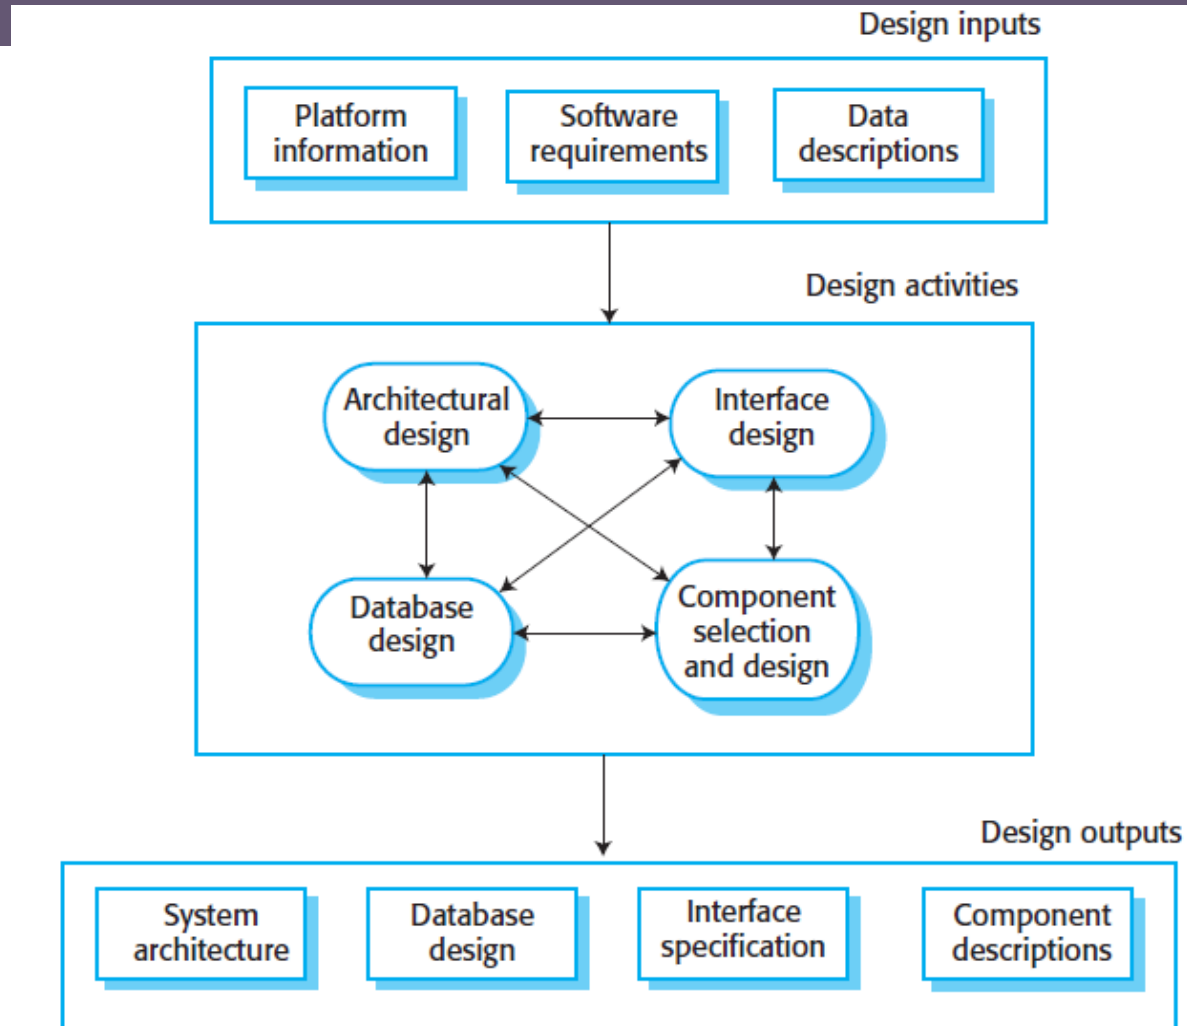 Design inputs
Platform
information
Software
requirements
Data
descriptions
Design activities
Architectural
design
Interface
design
Database
design
Component
selection
and design
Design outputs
System
architecture
Database
design
Interface
specification
Component
descriptions